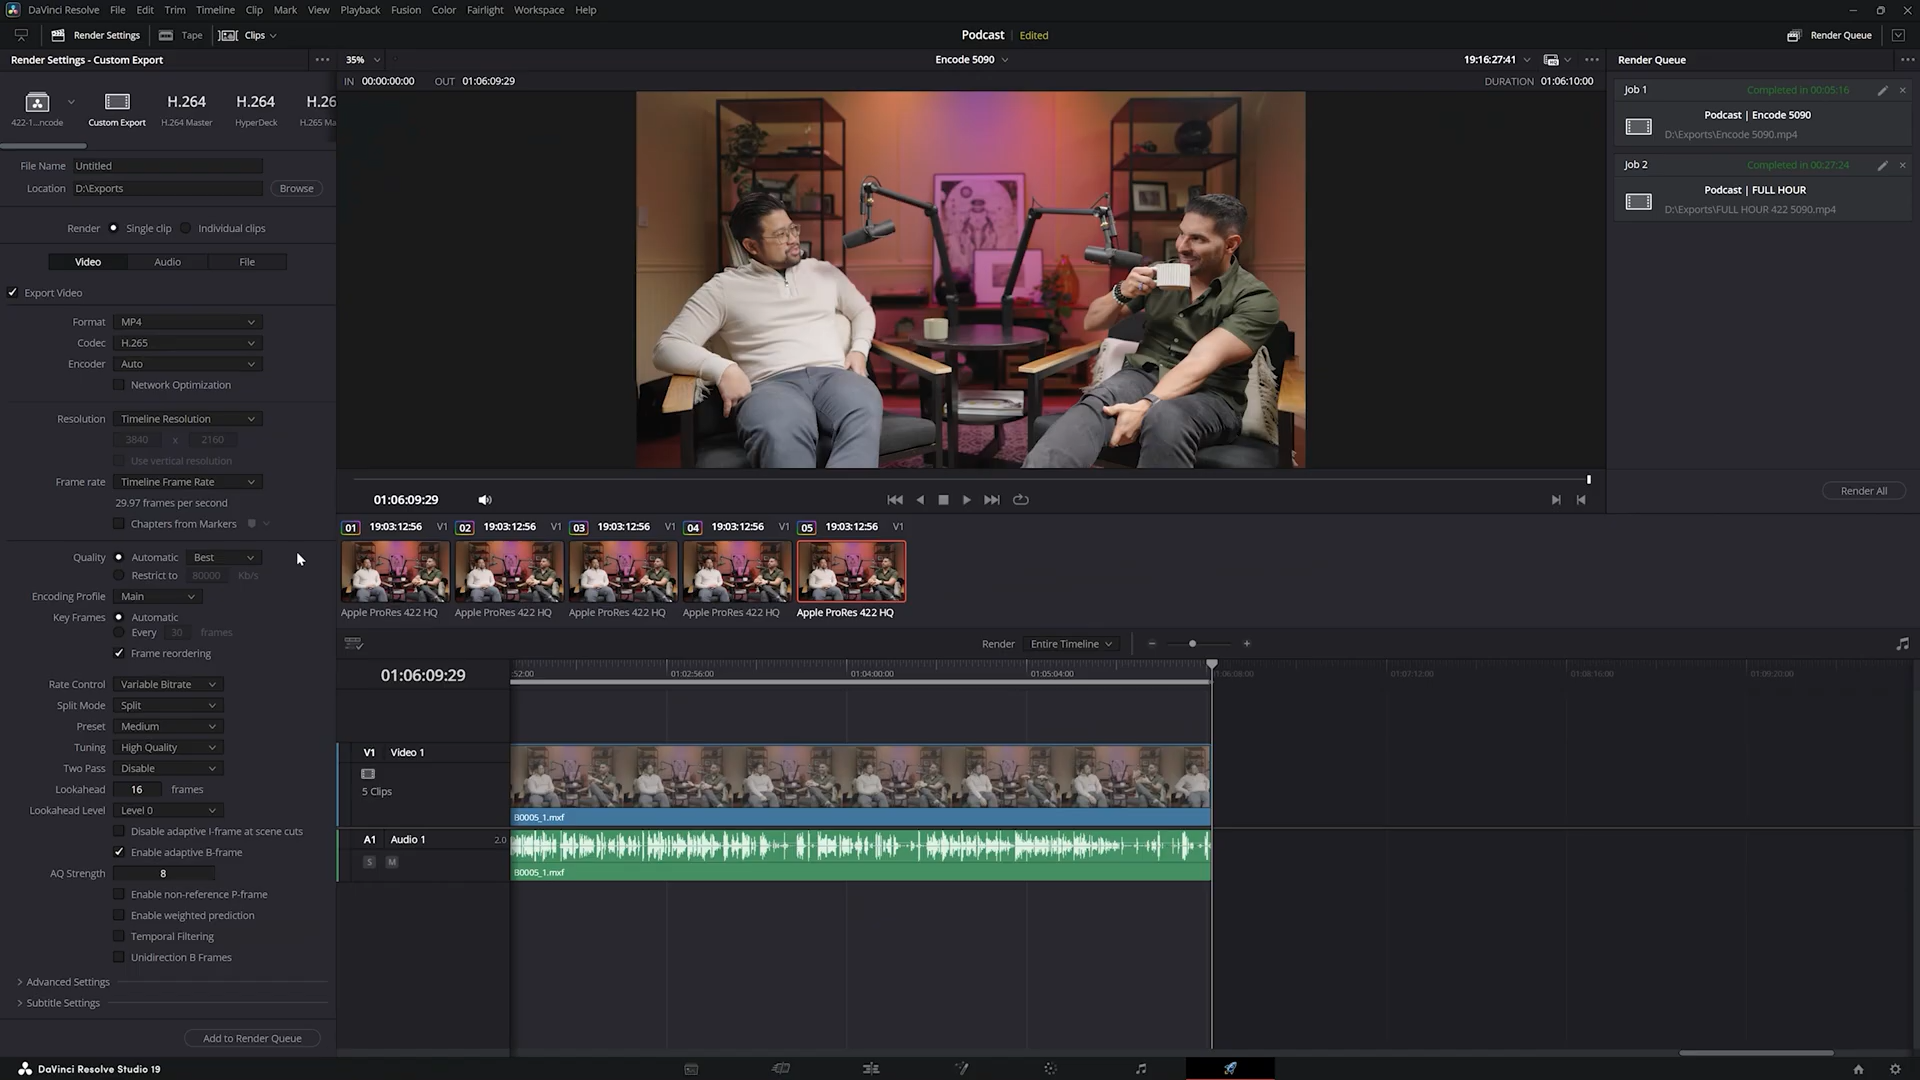 DaVinci Resolve File Edit Trim Timeline Clip Mark View Playback Fusion Color Fairlight Workspace Help
Render Settings Tape Clips Podcast Edited Render Queue
Render Settings - Custom Export 35% Encode 5090 19:16:27:41 Render Queue
IN 00:00:00:00 OUT 01:06:09:29 DURATION 01:06:10:00
H.264 H.264 H.26
422-1...ncode Custom Export H.264 Master HyperDeck H.265 Ma
Job 1 Completed in 00:05:16
Podcast | Encode 5090
D:\Exports\Encode 5090.mp4
Job 2 Completed in 00:27:24
Podcast | FULL HOUR
D:\Exports\FULL HOUR 422 5090.mp4
Render All
File Name Untitled
Location D:\Exports Browse
Render Single clip Individual clips
Video Audio File
Export Video
Format MP4
Codec H.265
Encoder Auto
Network Optimization
Resolution Timeline Resolution
3840 x 2160
Use vertical resolution
Frame rate Timeline Frame Rate
29.97 frames per second
Chapters from Markers
Quality Automatic Best
Restrict to 80000 Kb/s
Encoding Profile Main
Key Frames Automatic
Every 30 frames
Frame reordering
Rate Control Variable Bitrate
Split Mode Split
Preset Medium
Tuning High Quality
Two Pass Disable
Lookahead 16 frames
Lookahead Level Level 0
Disable adaptive I-frame at scene cuts
Enable adaptive B-frame
AQ Strength 8
Enable non-reference P-frame
Enable weighted prediction
Temporal Filtering
Unidirection B Frames
Advanced Settings
Subtitle Settings
Add to Render Queue
01:06:09:29
01 19:03:12:56 V1 02 19:03:12:56 V1 03 19:03:12:56 V1 04 19:03:12:56 V1 05 19:03:12:56 V1
Apple ProRes 422 HQ Apple ProRes 422 HQ Apple ProRes 422 HQ Apple ProRes 422 HQ Apple ProRes 422 HQ
Render Entire Timeline
01:06:09:29 :52:00 01:02:56:00 01:04:00:00 01:05:04:00 01:06:08:00 01:07:12:00 01:08:16:00 01:09:20:00
V1 Video 1
5 Clips
B0005_1.mxf
A1 Audio 1 2.0
S M
B0005_1.mxf
DaVinci Resolve Studio 19